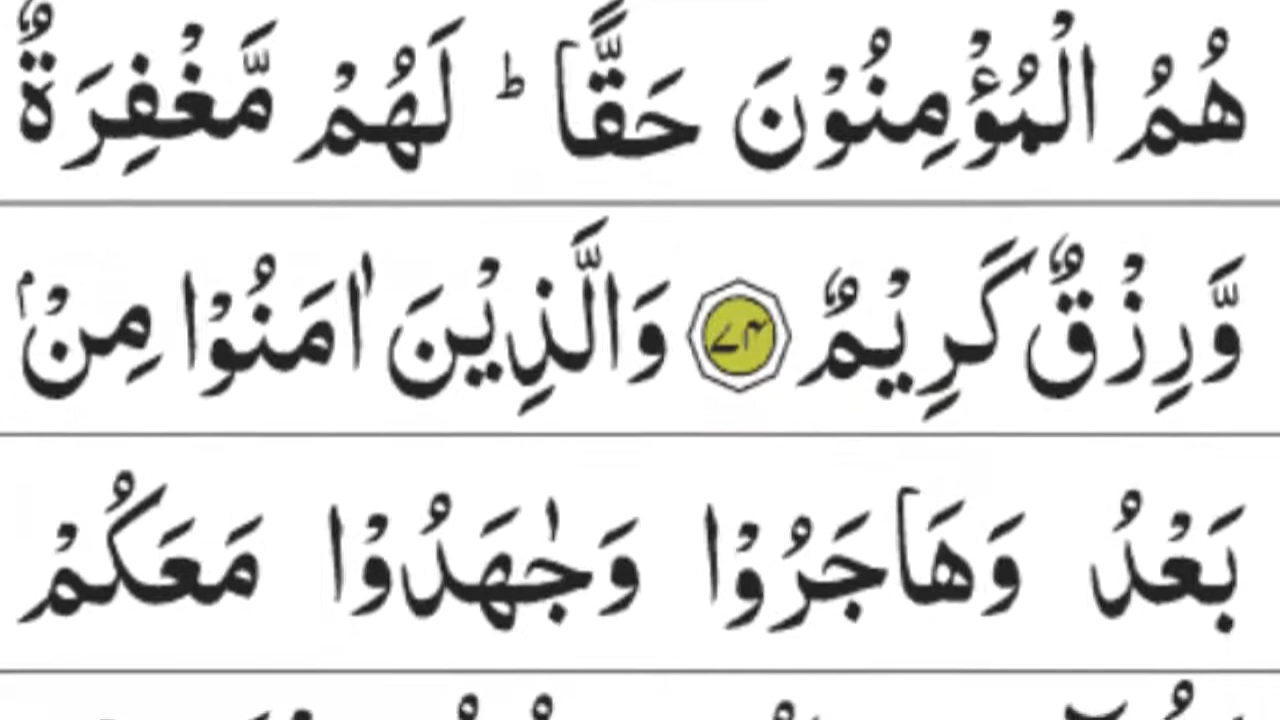 هُمُ الْمُؤْمِنُوْنَ حَقًّا ؕ لَهُمْ مَّغْفِرَةٌ
وَّرِزْقٌ كَرِيْمٌ ۷۴ وَالَّذِيْنَ اٰمَنُوْا مِنْۢ
بَعْدُ وَهَاجَرُوْا وَجٰهَدُوْا مَعَكُمْ